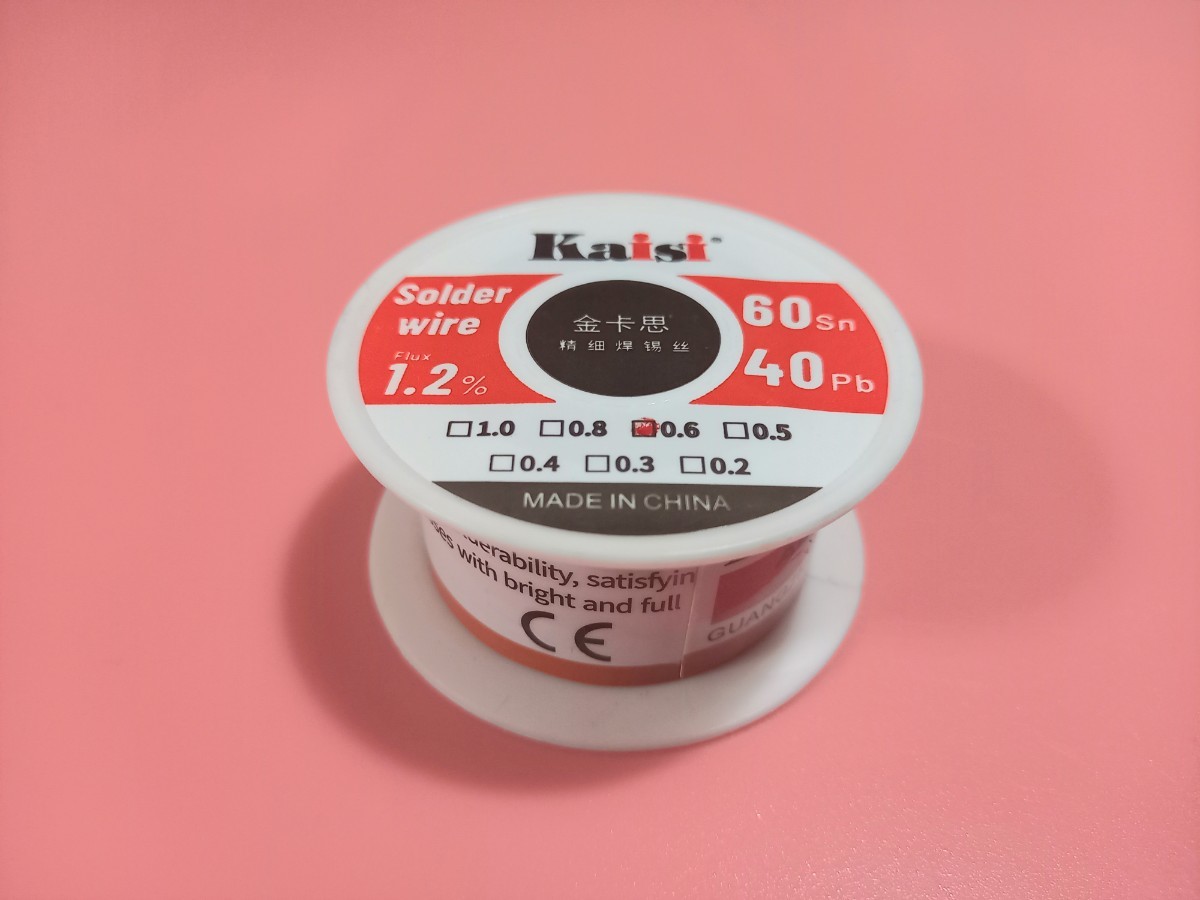 Kaisi®
Solder
wire
Flux
1.2%
金卡思
精细焊锡丝
60Sn
40Pb
☐1.0 ☐0.8 ☑0.6 ☐0.5
☐0.4 ☐0.3 ☐0.2
MADE IN CHINA
satisfyin
with bright and full
CE